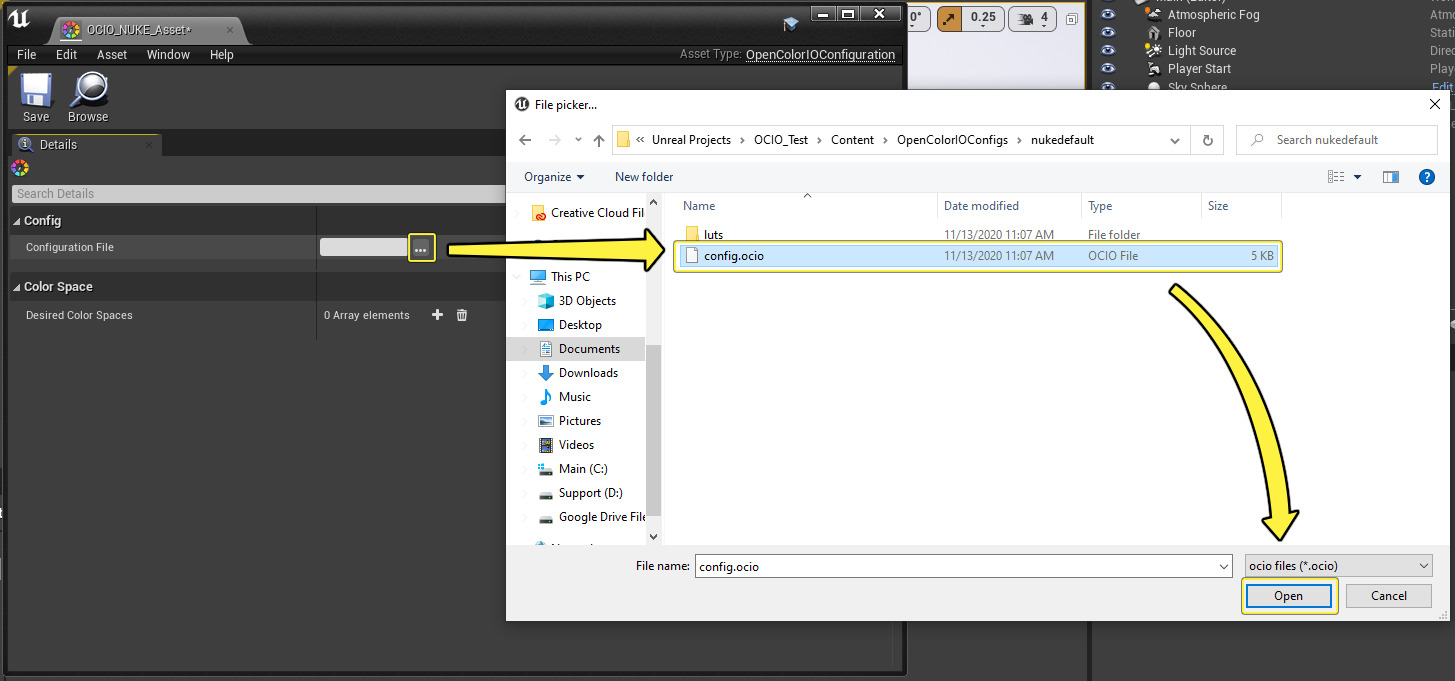 OCIO_NUKE_Asset*
File Edit Asset Window Help
Asset Type: OpenColorIOConfiguration
Save Browse
Details
Search Details
Config
Configuration File ...
Color Space
Desired Color Spaces 0 Array elements
0° 0.25 4
Atmospheric Fog
Floor
Light Source
Player Start
Sky Sphere
Edit
File picker...
« Unreal Projects > OCIO_Test > Content > OpenColorIOConfigs > nukedefault
Search nukedefault
Organize New folder
Creative Cloud Fil
This PC
3D Objects
Desktop
Documents
Downloads
Music
Pictures
Videos
Main (C:)
Support (D:)
Google Drive File
Name Date modified Type Size
luts 11/13/2020 11:07 AM File folder
config.ocio 11/13/2020 11:07 AM OCIO File 5 KB
File name: config.ocio ocio files (*.ocio)
Open Cancel